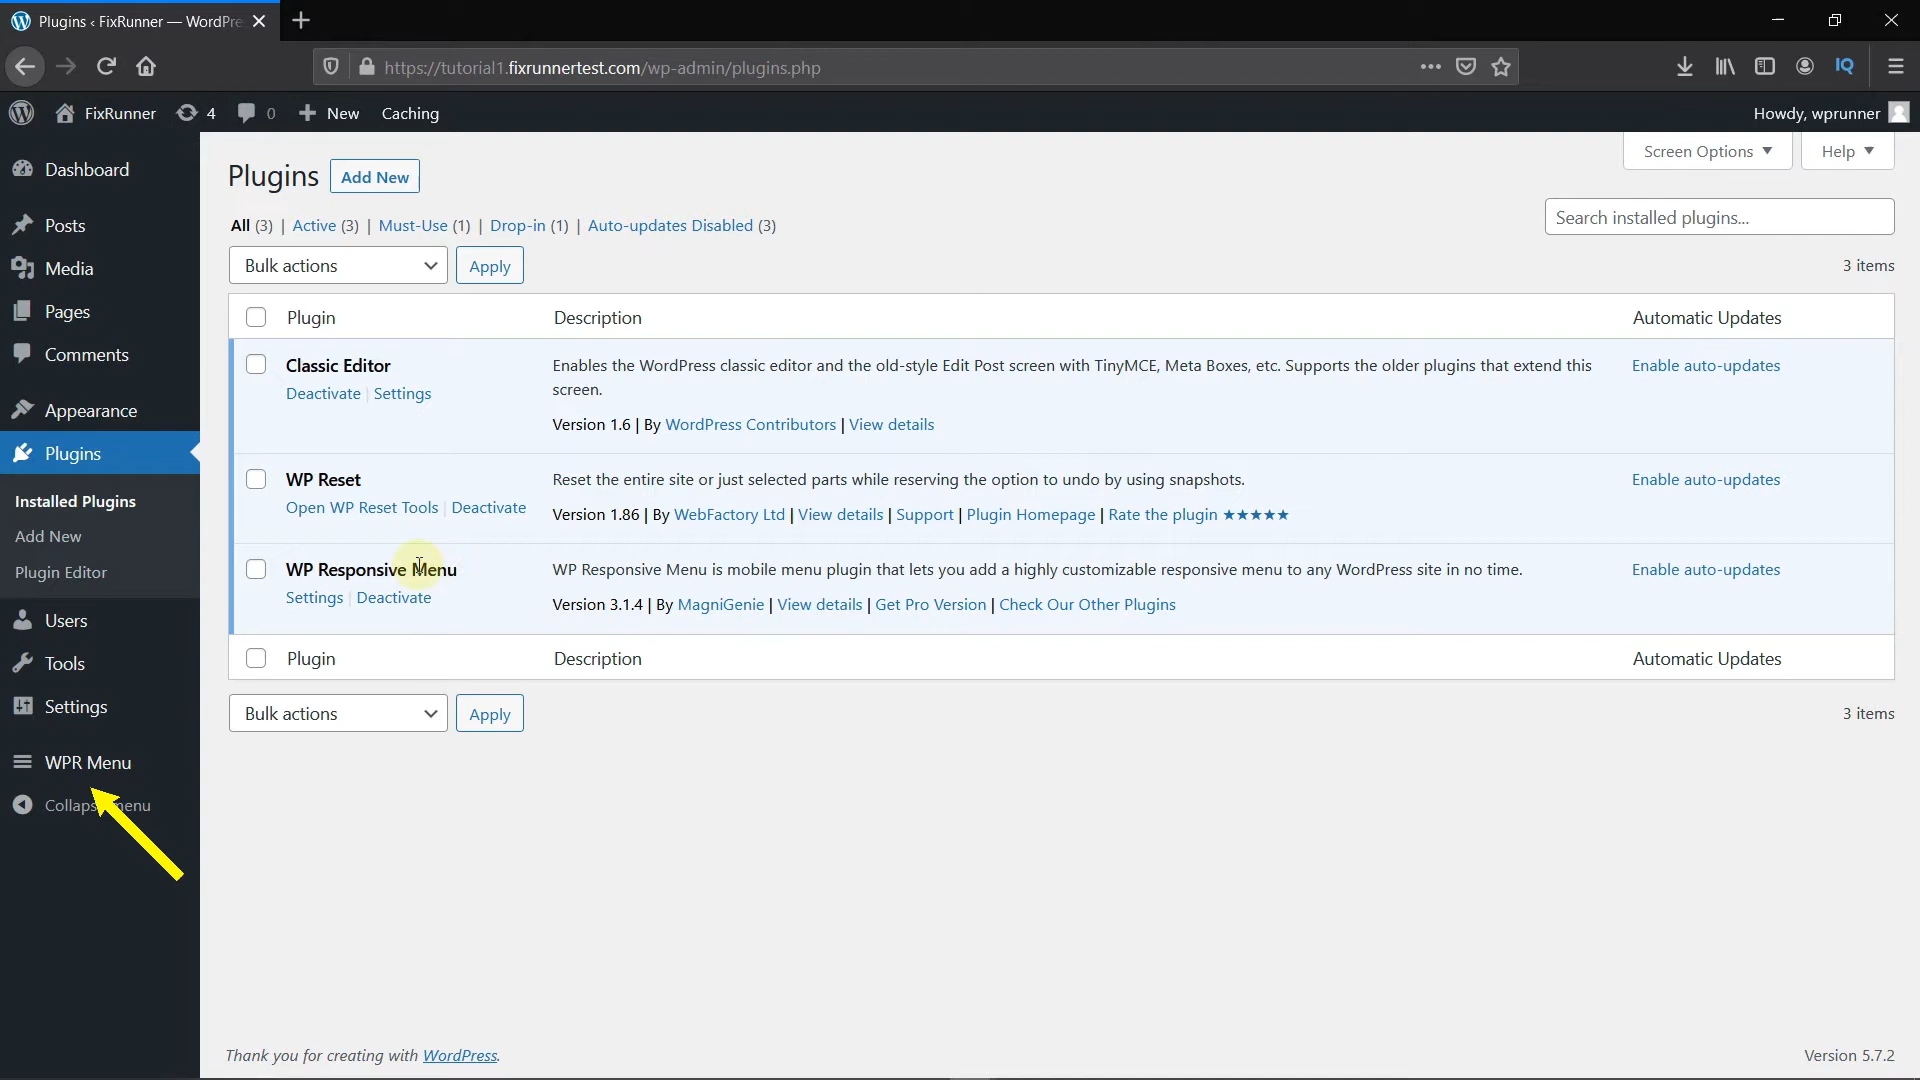 Plugins ‹ FixRunner — WordPre
https://tutorial1.fixrunnertest.com/wp-admin/plugins.php
IQ
FixRunner 4 0 New Caching
Howdy, wprunner
Dashboard
Posts
Media
Pages
Comments
Appearance
Plugins
Installed Plugins
Add New
Plugin Editor
Users
Tools
Settings
WPR Menu
Collapse menu
Screen Options
Help
Plugins
Add New
All (3) | Active (3) | Must-Use (1) | Drop-in (1) | Auto-updates Disabled (3)
Search installed plugins...
Bulk actions
Apply
3 items
Plugin Description Automatic Updates
Classic Editor
Deactivate | Settings
Enables the WordPress classic editor and the old-style Edit Post screen with TinyMCE, Meta Boxes, etc. Supports the older plugins that extend this
screen.
Version 1.6 | By WordPress Contributors | View details
Enable auto-updates
WP Reset
Open WP Reset Tools | Deactivate
Reset the entire site or just selected parts while reserving the option to undo by using snapshots.
Version 1.86 | By WebFactory Ltd | View details | Support | Plugin Homepage | Rate the plugin ★★★★★
Enable auto-updates
WP Responsive Menu
Settings | Deactivate
WP Responsive Menu is mobile menu plugin that lets you add a highly customizable responsive menu to any WordPress site in no time.
Version 3.1.4 | By MagniGenie | View details | Get Pro Version | Check Our Other Plugins
Enable auto-updates
Plugin Description Automatic Updates
Bulk actions
Apply
3 items
Thank you for creating with WordPress.
Version 5.7.2